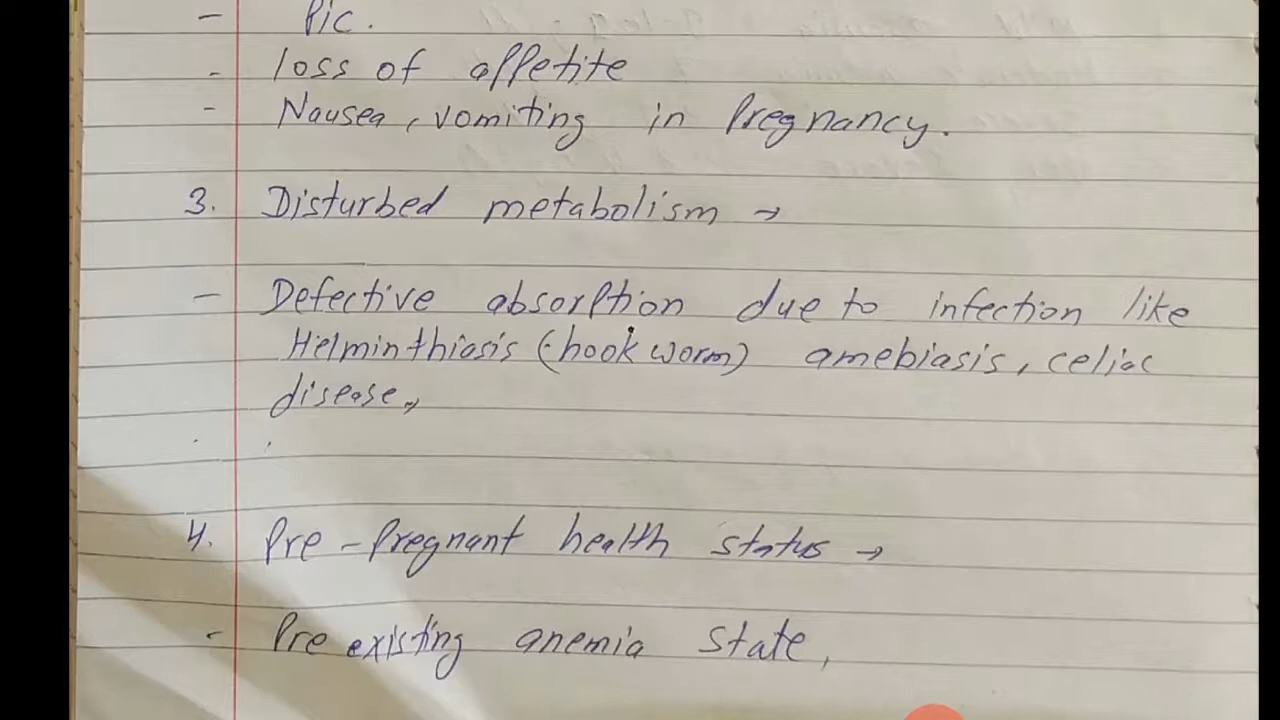 - Pic.
- loss of appetite
- Nausea, vomiting in Pregnancy.
3. Disturbed metabolism →
- Defective absorption due to infection like
Helminthiasis (hook worm) amebiasis, celiac
disease,
4. Pre-Pregnant health status →
- Pre existing anemia state,